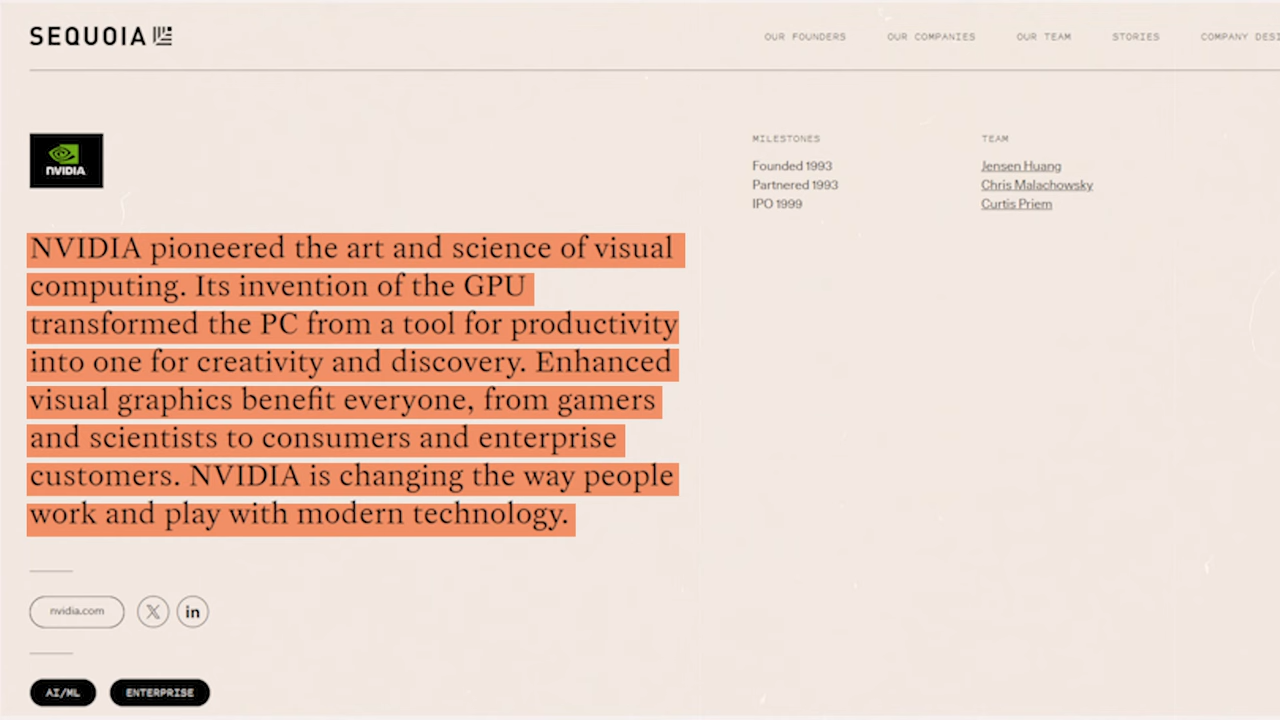 SEQUOIA
OUR FOUNDERS OUR COMPANIES OUR TEAM STORIES COMPANY DESI
NVIDIA
MILESTONES
Founded 1993
Partnered 1993
IPO 1999
TEAM
Jensen Huang
Chris Malachowsky
Curtis Priem
NVIDIA pioneered the art and science of visual
computing. Its invention of the GPU
transformed the PC from a tool for productivity
into one for creativity and discovery. Enhanced
visual graphics benefit everyone, from gamers
and scientists to consumers and enterprise
customers. NVIDIA is changing the way people
work and play with modern technology.
nvidia.com X in
AI/ML ENTERPRISE